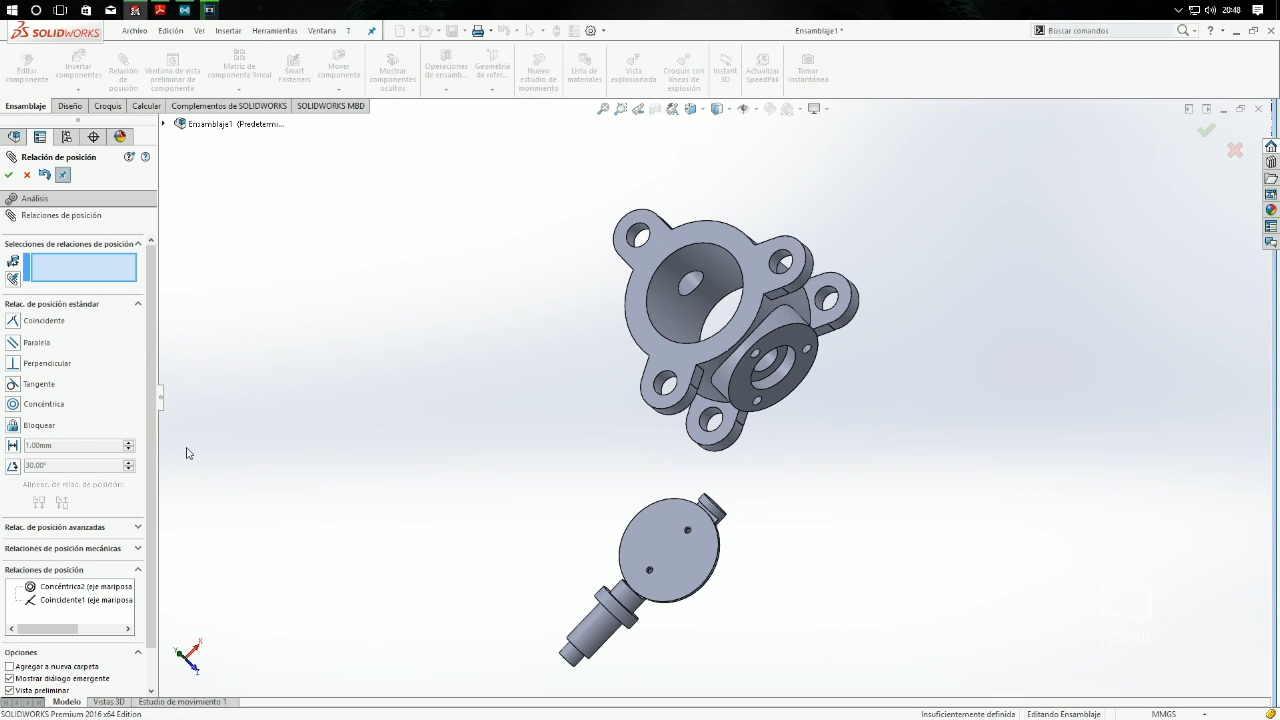 20:48
SOLIDWORKS
Archivo Edición Ver Insertar Herramientas Ventana ?
Ensamblaje1 *
Buscar comandos
Editar componente
Insertar componentes
Relación de posición
Ventana de vista preliminar de componente
Matriz de componente lineal
Smart Fasteners
Mover componente
Mostrar componentes ocultos
Operaciones de ensamb...
Geometría de refer...
Nuevo estudio de movimiento
Lista de materiales
Vista explosionada
Croquis con líneas de explosión
Instant 3D
Actualizar SpeedPak
Tomar instantánea
Ensamblaje Diseño Croquis Calcular Complementos de SOLIDWORKS SOLIDWORKS MBD
Ensamblaje1 (Predetermi...
Relación de posición
Análisis
Relaciones de posición
Selecciones de relaciones de posición
Relac. de posición estándar
Coincidente
Paralela
Perpendicular
Tangente
Concéntrica
Bloquear
1.00mm
30.00°
Alinear. de relac. de posición:
Relac. de posición avanzadas
Relaciones de posición mecánicas
Relaciones de posición
Concéntrica2 (eje mariposa
Coincidente1 (eje mariposa
Opciones
Agregar a nueva carpeta
Mostrar diálogo emergente
Vista preliminar
XSplit
Modelo Vistas 3D Estudio de movimiento 1
SOLIDWORKS Premium 2016 x64 Edition
Insuficientemente definida Editando Ensamblaje MMGS